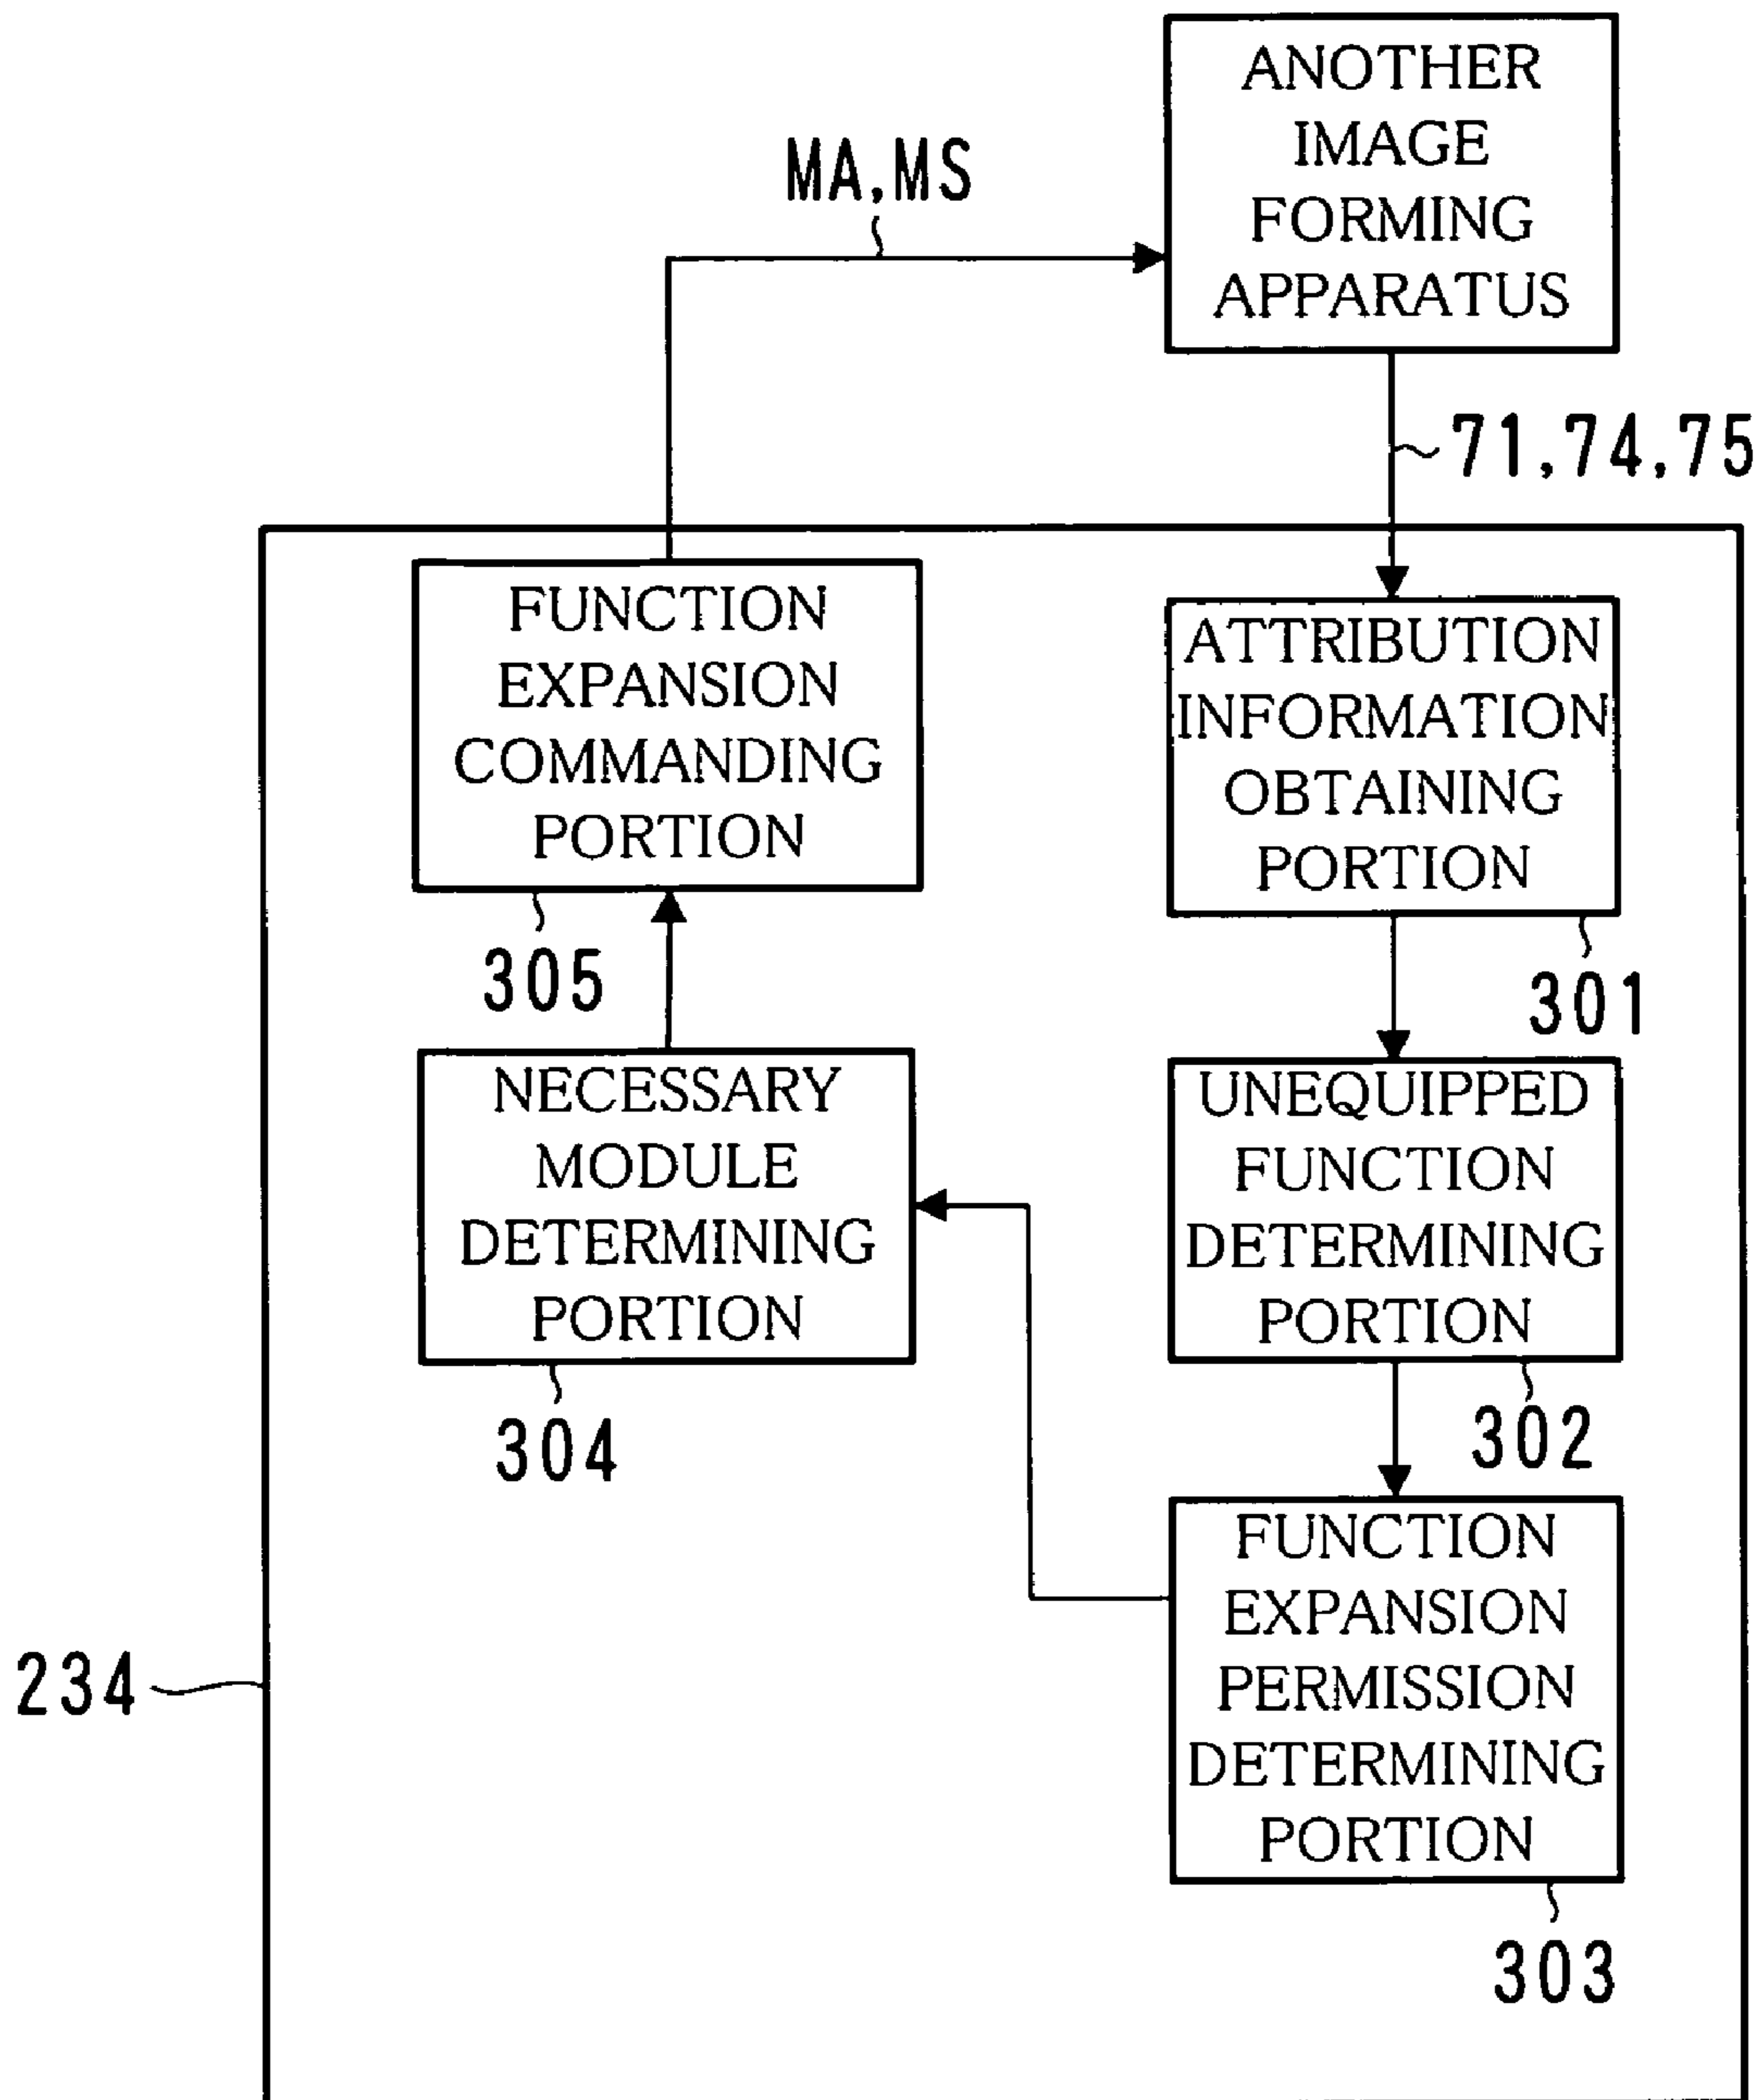 ANOTHER
IMAGE
FORMING
APPARATUS
MA,MS
71,74,75
FUNCTION
EXPANSION
COMMANDING
PORTION
305
ATTRIBUTION
INFORMATION
OBTAINING
PORTION
301
NECESSARY
MODULE
DETERMINING
PORTION
304
UNEQUIPPED
FUNCTION
DETERMINING
PORTION
302
FUNCTION
EXPANSION
PERMISSION
DETERMINING
PORTION
303
234